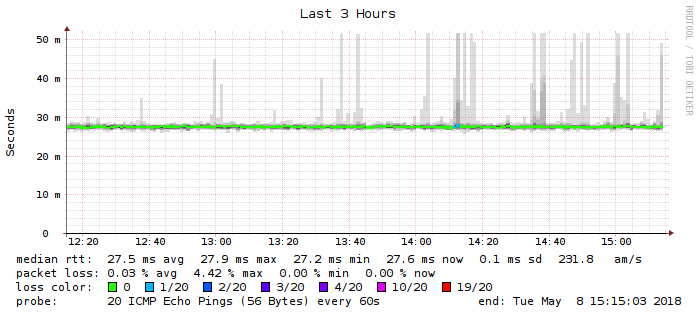 Last 3 Hours
RRDTOOL / TOBI OETIKER
Seconds
50 m
40 m
30 m
20 m
10 m
0
12:20 12:40 13:00 13:20 13:40 14:00 14:20 14:40 15:00
median rtt: 27.5 ms avg 27.9 ms max 27.2 ms min 27.6 ms now 0.1 ms sd 231.8 am/s
packet loss: 0.03 % avg 4.42 % max 0.00 % min 0.00 % now
loss color: 0 1/20 2/20 3/20 4/20 10/20 19/20
probe: 20 ICMP Echo Pings (56 Bytes) every 60s end: Tue May 8 15:15:03 2018